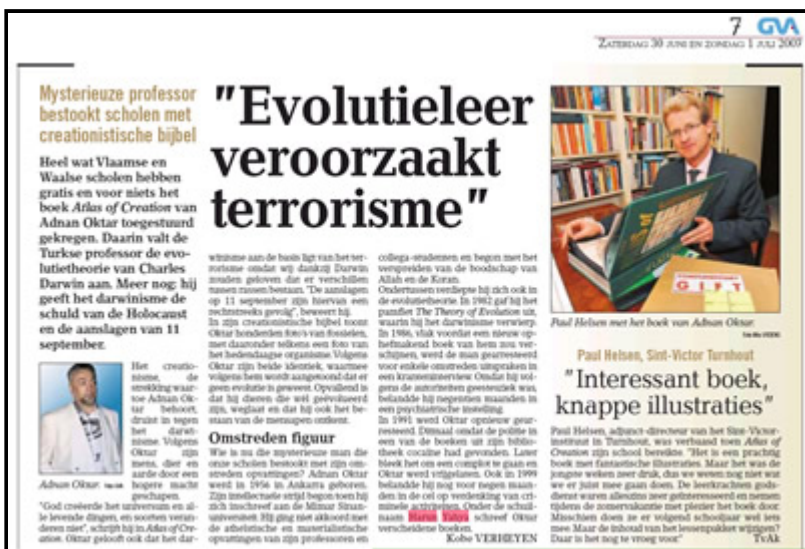 7 GVA
ZATERDAG 30 JUNI EN ZONDAG 1 JULI 2007
Mysterieuze professor
bestookt scholen met
creationistische bijbel
Heel wat Vlaamse en
Waalse scholen hebben
gratis en voor niets het
boek Atlas of Creation van
Adnan Oktar toegestuurd
gekregen. Daarin valt de
Turkse professor de evo-
lutietheorie van Charles
Darwin aan. Meer nog: hij
geeft het darwinisme de
schuld van de Holocaust
en de aanslagen van 11
september.
Adnan Oktar.
Het creatio-
nisme, de
strekking waar-
toe Adnan Ok-
tar behoort,
druist in tegen
het darwi-
nisme. Volgens
Oktar zijn
mens, dier en
aarde door een
hogere macht
geschapen.
"God creëerde het universum en al-
le levende dingen, en soorten veran-
deren niet", schrijft hij in Atlas of Cre-
ation. Oktar gelooft ook dat het dar-
"Evolutieleer
veroorzaakt
terrorisme"
winisme aan de basis ligt van het ter-
rorisme omdat wij dankzij Darwin
zouden geloven dat er verschillen
tussen rassen bestaan. "De aanslagen
op 11 september zijn hiervan een
rechtstreeks gevolg", beweert hij.
In zijn creationistische bijbel toont
Oktar honderden foto's van fossielen,
met daaronder telkens een foto van
het hedendaagse organisme. Volgens
Oktar zijn beide identiek, waarmee
volgens hem wordt aangetoond dat er
geen evolutie is geweest. Opvallend is
dat hij dieren die wél geëvolueerd
zijn, weglaat en dat hij ook het be-
staan van de mensapen ontkent.
Omstreden figuur
Wie is nu die mysterieuze man die
onze scholen bestookt met zijn om-
streden opvattingen? Adnan Oktar
werd in 1956 in Ankara geboren.
Zijn intellectuele strijd begon toen hij
zich inschreef aan de Mimar Sinan-
universiteit. Hij ging niet akkoord met
de atheïstische en materialistische
opvattingen van zijn professoren en
collega-studenten en begon met het
verspreiden van de boodschap van
Allah en de Koran.
Ondertussen verdiepte hij zich ook in
de evolutietheorie. In 1982 gaf hij het
pamflet The Theory of Evolution uit,
waarin hij het darwinisme verwierp.
In 1986, vlak voordat een nieuw op-
hefmakend boek van hem zou ver-
schijnen, werd de man gearresteerd
voor enkele omstreden uitspraken in
een kranteninterview. Omdat hij vol-
gens de autoriteiten geestesziek was,
belandde hij negentien maanden in
een psychiatrische instelling.
In 1991 werd Oktar opnieuw gear-
resteerd. Ditmaal omdat de politie in
een van de boeken uit zijn biblio-
theek cocaïne had gevonden. Later
bleek het om een complot te gaan en
Oktar werd vrijgelaten. Ook in 1999
belandde hij nog voor negen maan-
den in de cel op verdenking van cri-
minele activiteiten. Onder de schuil-
naam Harun Yahya schreef Oktar
verscheidene boeken.
Kobe VERHEYEN
GIFT
Paul Helsen met het boek van Adnan Oktar.
Paul Helsen, Sint-Victor Turnhout
"Interessant boek,
knappe illustraties"
Paul Helsen, adjunct-directeur van het Sint-Victor-
instituut in Turnhout, was verbaasd toen Atlas of
Creation zijn school bereikte. "Het is een prachtig
boek met fantastische illustraties. Maar het was de
jongste weken zeer druk, dus we weten nog niet wat
we er juist mee gaan doen. De leerkrachten gods-
dienst waren alleszins zeer geïnteresseerd en nemen
tijdens de zomervakantie met plezier het boek door.
Misschien doen ze er volgend schooljaar wel iets
mee. Maar de inhoud van het lessenpakket wijzigen?
Daar is het nog te vroeg voor." TvAk